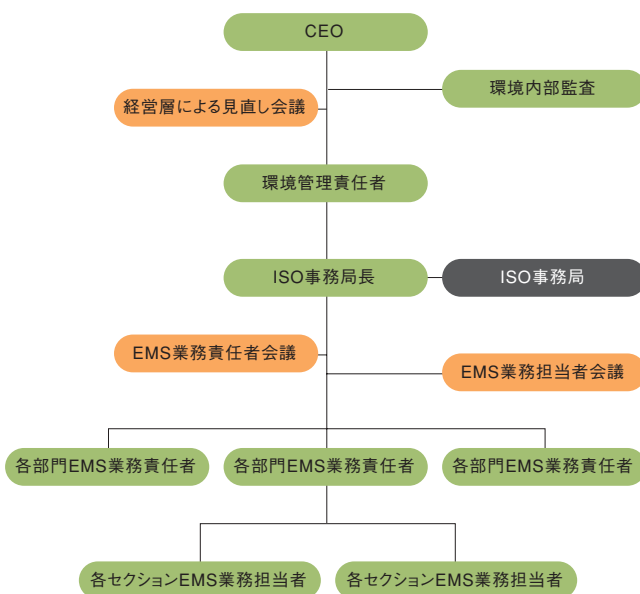 CEO
環境内部監査
経営層による見直し会議
環境管理責任者
ISO事務局長
ISO事務局
EMS業務責任者会議
EMS業務担当者会議
各部門EMS業務責任者
各部門EMS業務責任者
各部門EMS業務責任者
各セクションEMS業務担当者
各セクションEMS業務担当者